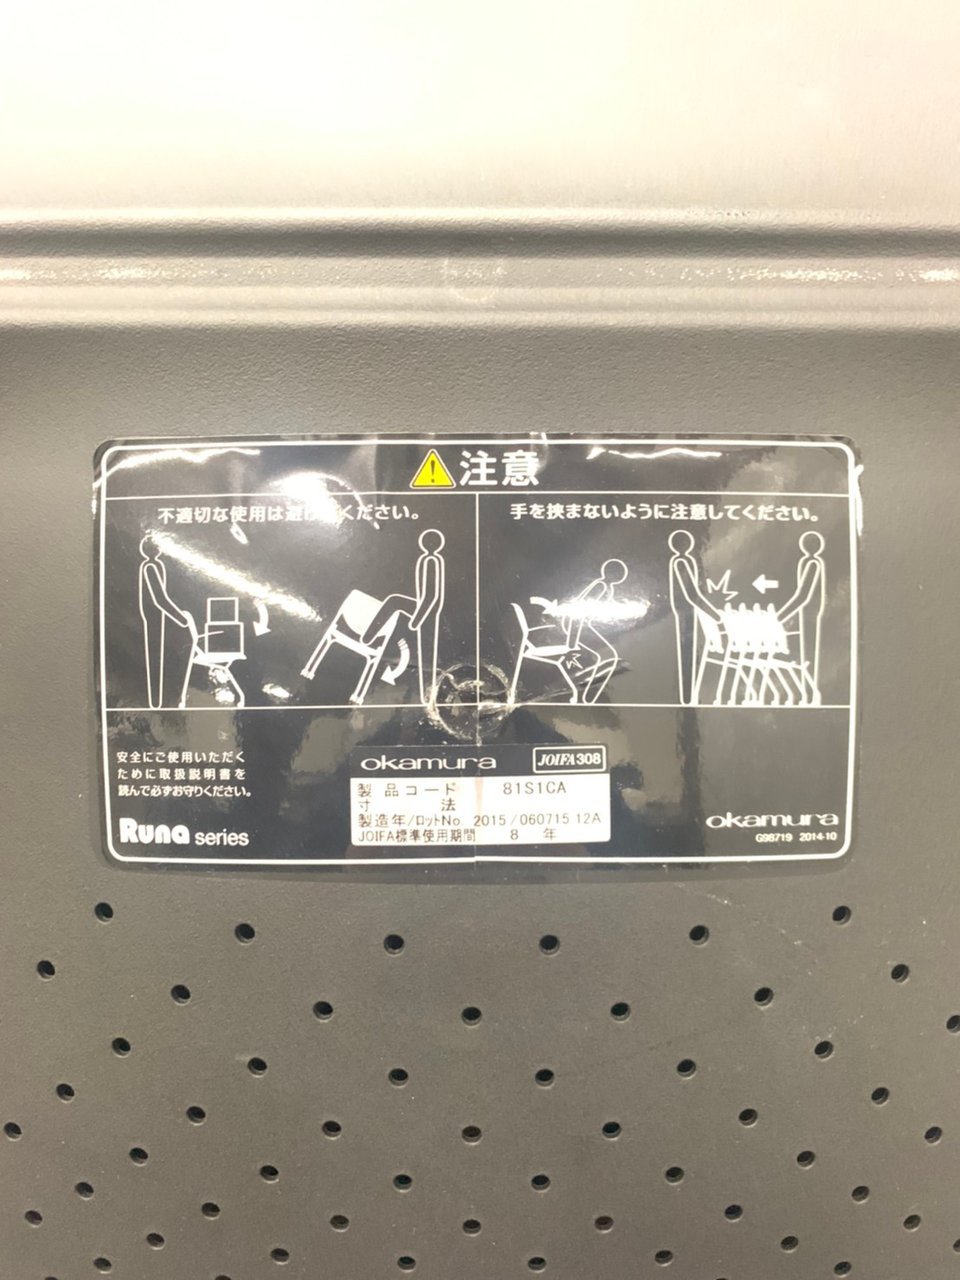 注意
不適切な使用は避けてください。
手を挟まないように注意してください。
安全にご使用いただく
ために取扱説明書を
読んで必ずお守りください。
Runa series
okamura JOIFA308
製品コード 81S1CA
寸法
製造年/ロットNo 2015/060715 12A
JOIFA標準使用期間 8 年
okamura
G98719 2014-10